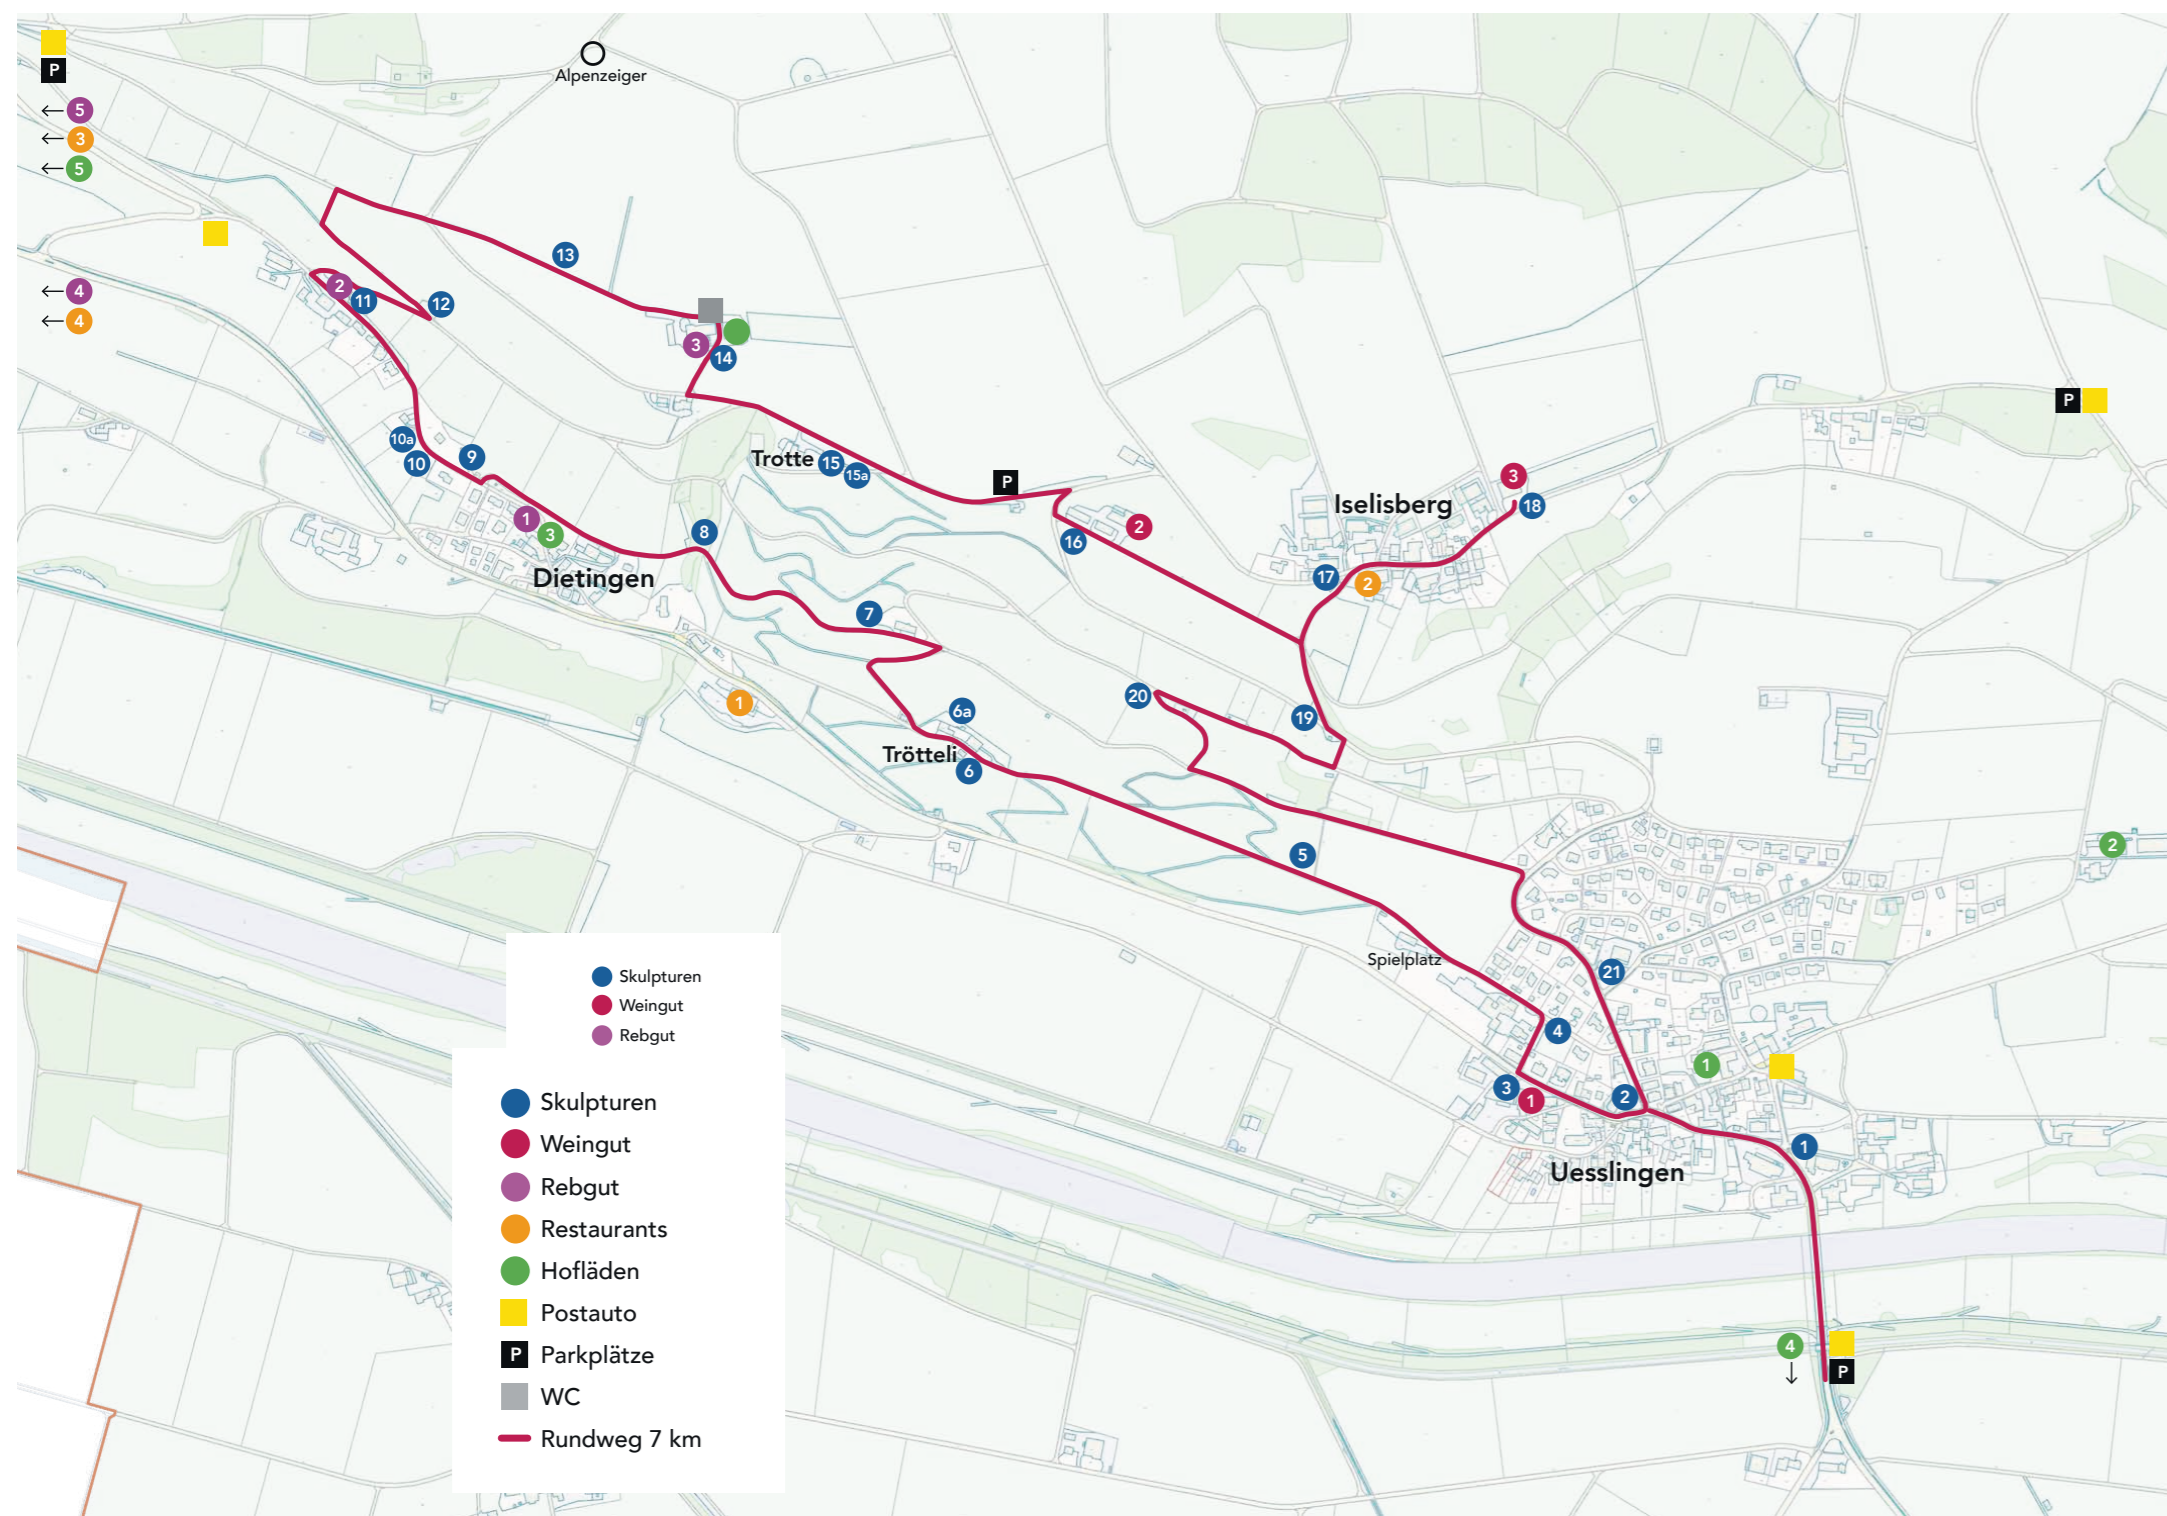 Alpenzeiger
P
5
3
5
4
4
13
2
11
12
3
14
10a
10
9
1
3
Dietingen
8
7
1
Trotte
15
15a
P
2
16
Iselisberg
3
18
17
2
P
20
19
6a
Trötteli
6
5
2
Spielplatz
21
4
3
1
2
1
1
Uesslingen
4
P
Skulpturen
Weingut
Rebgut
Skulpturen
Weingut
Rebgut
Restaurants
Hofläden
Postauto
P Parkplätze
WC
Rundweg 7 km